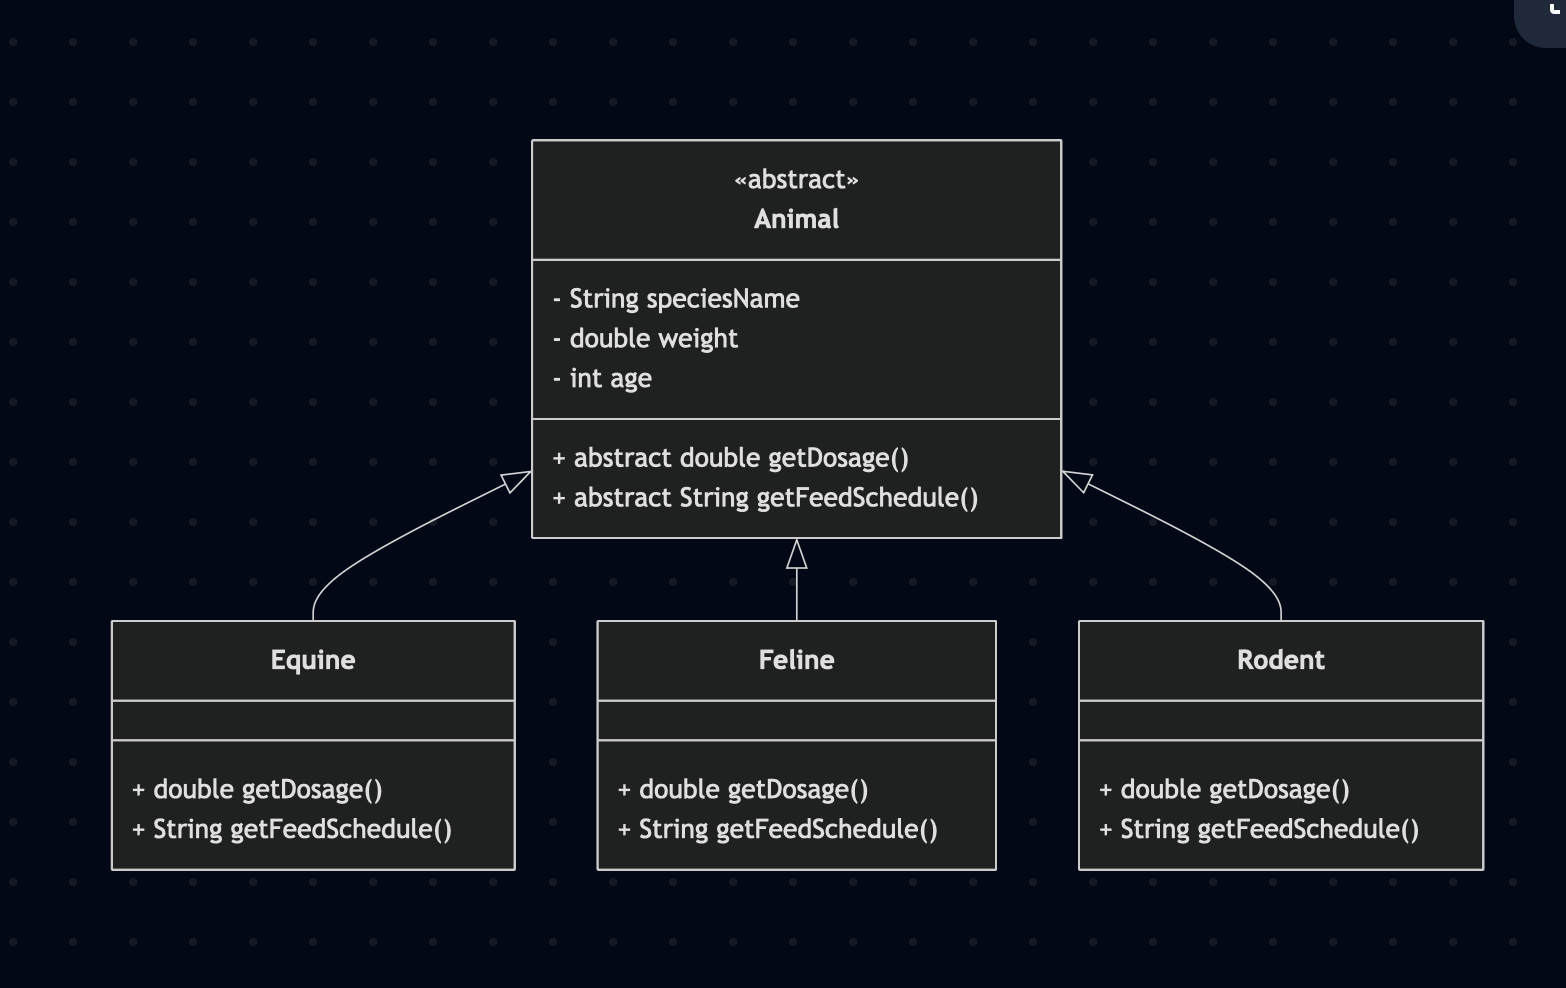 «abstract»
Animal
- String speciesName
- double weight
- int age
+ abstract double getDosage()
+ abstract String getFeedSchedule()
Equine
+ double getDosage()
+ String getFeedSchedule()
Feline
+ double getDosage()
+ String getFeedSchedule()
Rodent
+ double getDosage()
+ String getFeedSchedule()